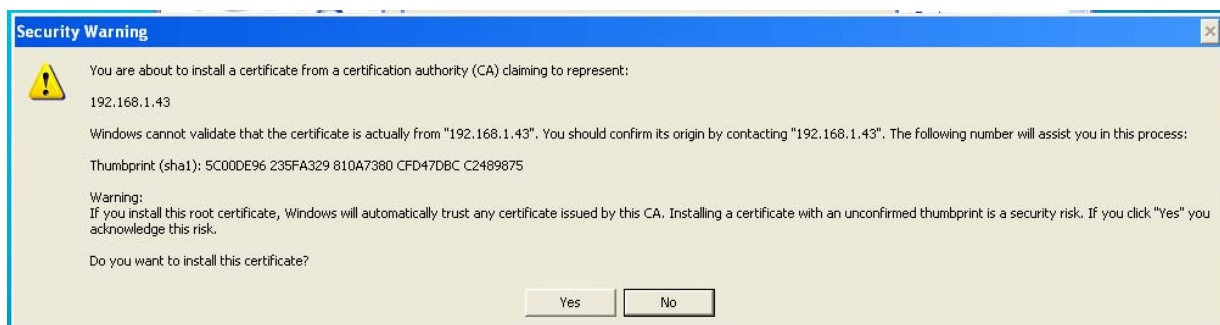 Security Warning
You are about to install a certificate from a certification authority (CA) claiming to represent:
192.168.1.43
Windows cannot validate that the certificate is actually from "192.168.1.43". You should confirm its origin by contacting "192.168.1.43". The following number will assist you in this process:
Thumbprint (sha1): 5C00DE96 235FA329 810A7380 CFD47DBC C2489875
Warning:
If you install this root certificate, Windows will automatically trust any certificate issued by this CA. Installing a certificate with an unconfirmed thumbprint is a security risk. If you click "Yes" you
acknowledge this risk.
Do you want to install this certificate?
Yes No